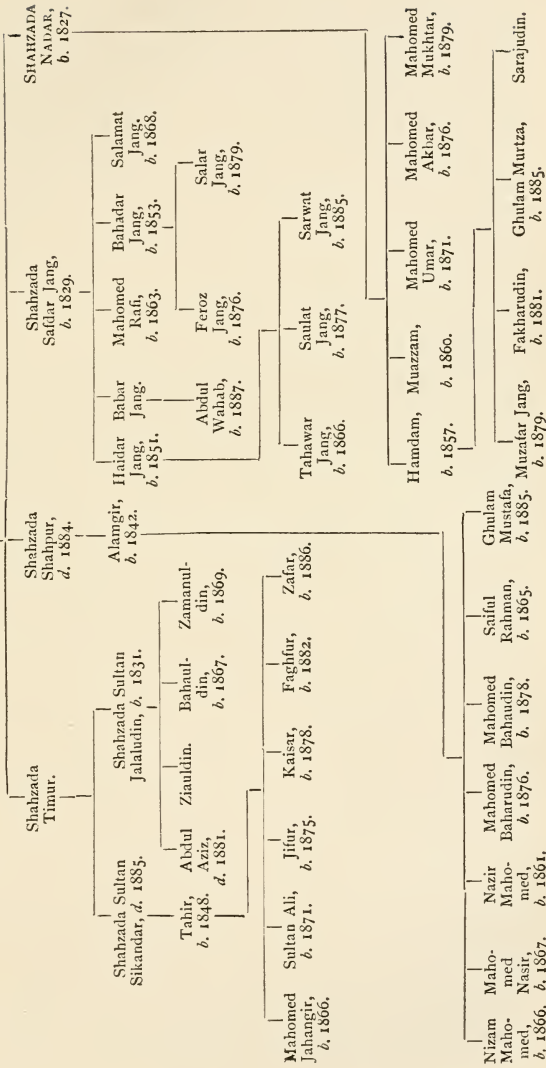 Shahzada
Timur.
Shahzada
Shahpur,
d. 1884.
Shahzada
Safdar Jang,
b. 1829.
SHAHZADA
NADAR,
b. 1827.
Shahzada Sultan
Sikandar, d. 1885.
Shahzada Sultan
Jalaludin, b. 1831.
Alamgir,
b. 1842.
Haidar
Jang,
b. 1851.
Babar
Jang.
Mahomed
Rafi,
b. 1863.
Bahadar
Jang,
b. 1853.
Salamat
Jang.
b. 1868.
Tahir,
b. 1848.
Abdul
Aziz,
d. 1881.
Ziauldin.
Bahaul-
din,
b. 1867.
Zamanul-
din,
b. 1869.
Abdul
Wahab,
b. 1887.
Feroz
Jang,
b. 1876.
Salar
Jang,
b. 1879.
Tahawar
Jang,
b. 1866.
Saulat
Jang,
b. 1877.
Sarwat
Jang,
b. 1885.
Mahomed
Jahangir,
b. 1866.
Sultan Ali,
b. 1871.
Jifur,
b. 1875.
Kaisar,
b. 1878.
Faghfur,
b. 1882.
Zafar,
b. 1886.
Hamdam,
b. 1857.
Muazzam,
b. 1860.
Mahomed
Umar,
b. 1871.
Mahomed
Akbar,
b. 1876.
Mahomed
Mukhtar,
b. 1879.
Nizam
Maho-
med,
b. 1866.
Maho-
med
Nasir,
b. 1867.
Nazir
Maho-
med,
b. 1861.
Mahomed
Baharudin,
b. 1876.
Mahomed
Bahaudin,
b. 1878.
Saiful
Rahman,
b. 1865.
Ghulam
Mustafa,
b. 1885.
Muzafar Jang,
b. 1879.
Fakharudin,
b. 1881.
Ghulam Murtza,
b. 1885.
Sarajudin.